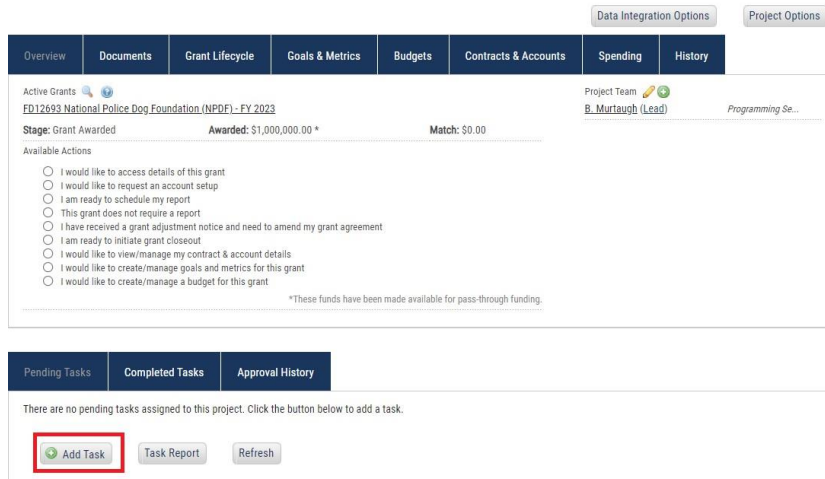 Data Integration Options Project Options
Overview Documents Grant Lifecycle Goals & Metrics Budgets Contracts & Accounts Spending History
Active Grants
Project Team
FD12693 National Police Dog Foundation (NPDF) - FY 2023
B. Murtaugh (Lead) Programming Se...
Stage: Grant Awarded Awarded: $1,000,000.00 * Match: $0.00
Available Actions
I would like to access details of this grant
I would like to request an account setup
I am ready to schedule my report
This grant does not require a report
I have received a grant adjustment notice and need to amend my grant agreement
I am ready to initiate grant closeout
I would like to view/manage my contract & account details
I would like to create/manage goals and metrics for this grant
I would like to create/manage a budget for this grant
*These funds have been made available for pass-through funding.
Pending Tasks Completed Tasks Approval History
There are no pending tasks assigned to this project. Click the button below to add a task.
Add Task Task Report Refresh